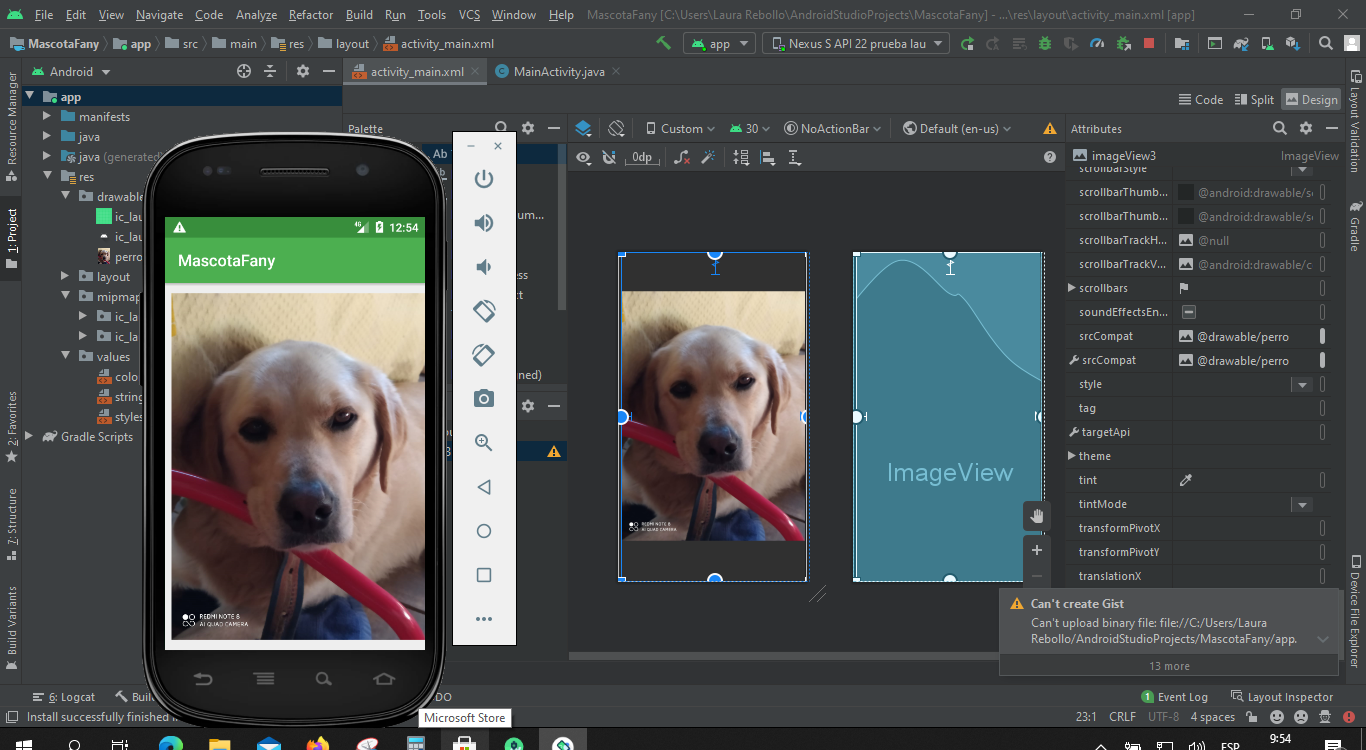 File Edit View Navigate Code Analyze Refactor Build Run Tools VCS Window Help MascotaFany [C:\Users\Laura Rebollo\AndroidStudioProjects\MascotaFany] - ...\res\layout\activity_main.xml [app]
MascotaFany app src main res layout activity_main.xml
app Nexus S API 22 prueba lau
Android
activity_main.xml MainActivity.java
Code Split Design
Resource Manager
1: Project
2: Favorites
7: Structure
Build Variants
app
manifests
java
java (generated)
res
drawable
ic_lau
ic_lau
perro
layout
mipmap
ic_la
ic_la
values
colo
string
styles
Gradle Scripts
4G 12:54
MascotaFany
REDMI NOTE 8
AI QUAD CAMERA
Palette
Ab
um...
ess
ct
ned)
Custom 30 NoActionBar Default (en-us)
0dp
REDMI NOTE 8
AI QUAD CAMERA
ImageView
Attributes
imageView3 ImageView
scrollbarStyle
scrollbarThumb... @android:drawable/s
scrollbarThumb... @android:drawable/s
scrollbarTrackH... @null
scrollbarTrackV... @android:drawable/c
scrollbars
soundEffectsEn...
srcCompat @drawable/perro
srcCompat @drawable/perro
style
tag
targetApi
theme
tint
tintMode
transformPivotX
transformPivotY
translationX
Layout Validation
Gradle
Device File Explorer
Can't create Gist
Can't upload binary file: file://C:/Users/Laura
Rebollo/AndroidStudioProjects/MascotaFany/app.
13 more
6: Logcat Buil DO Event Log Layout Inspector
Install successfully finished i 23:1 CRLF UTF-8 4 spaces
Microsoft Store
ESP 9:54